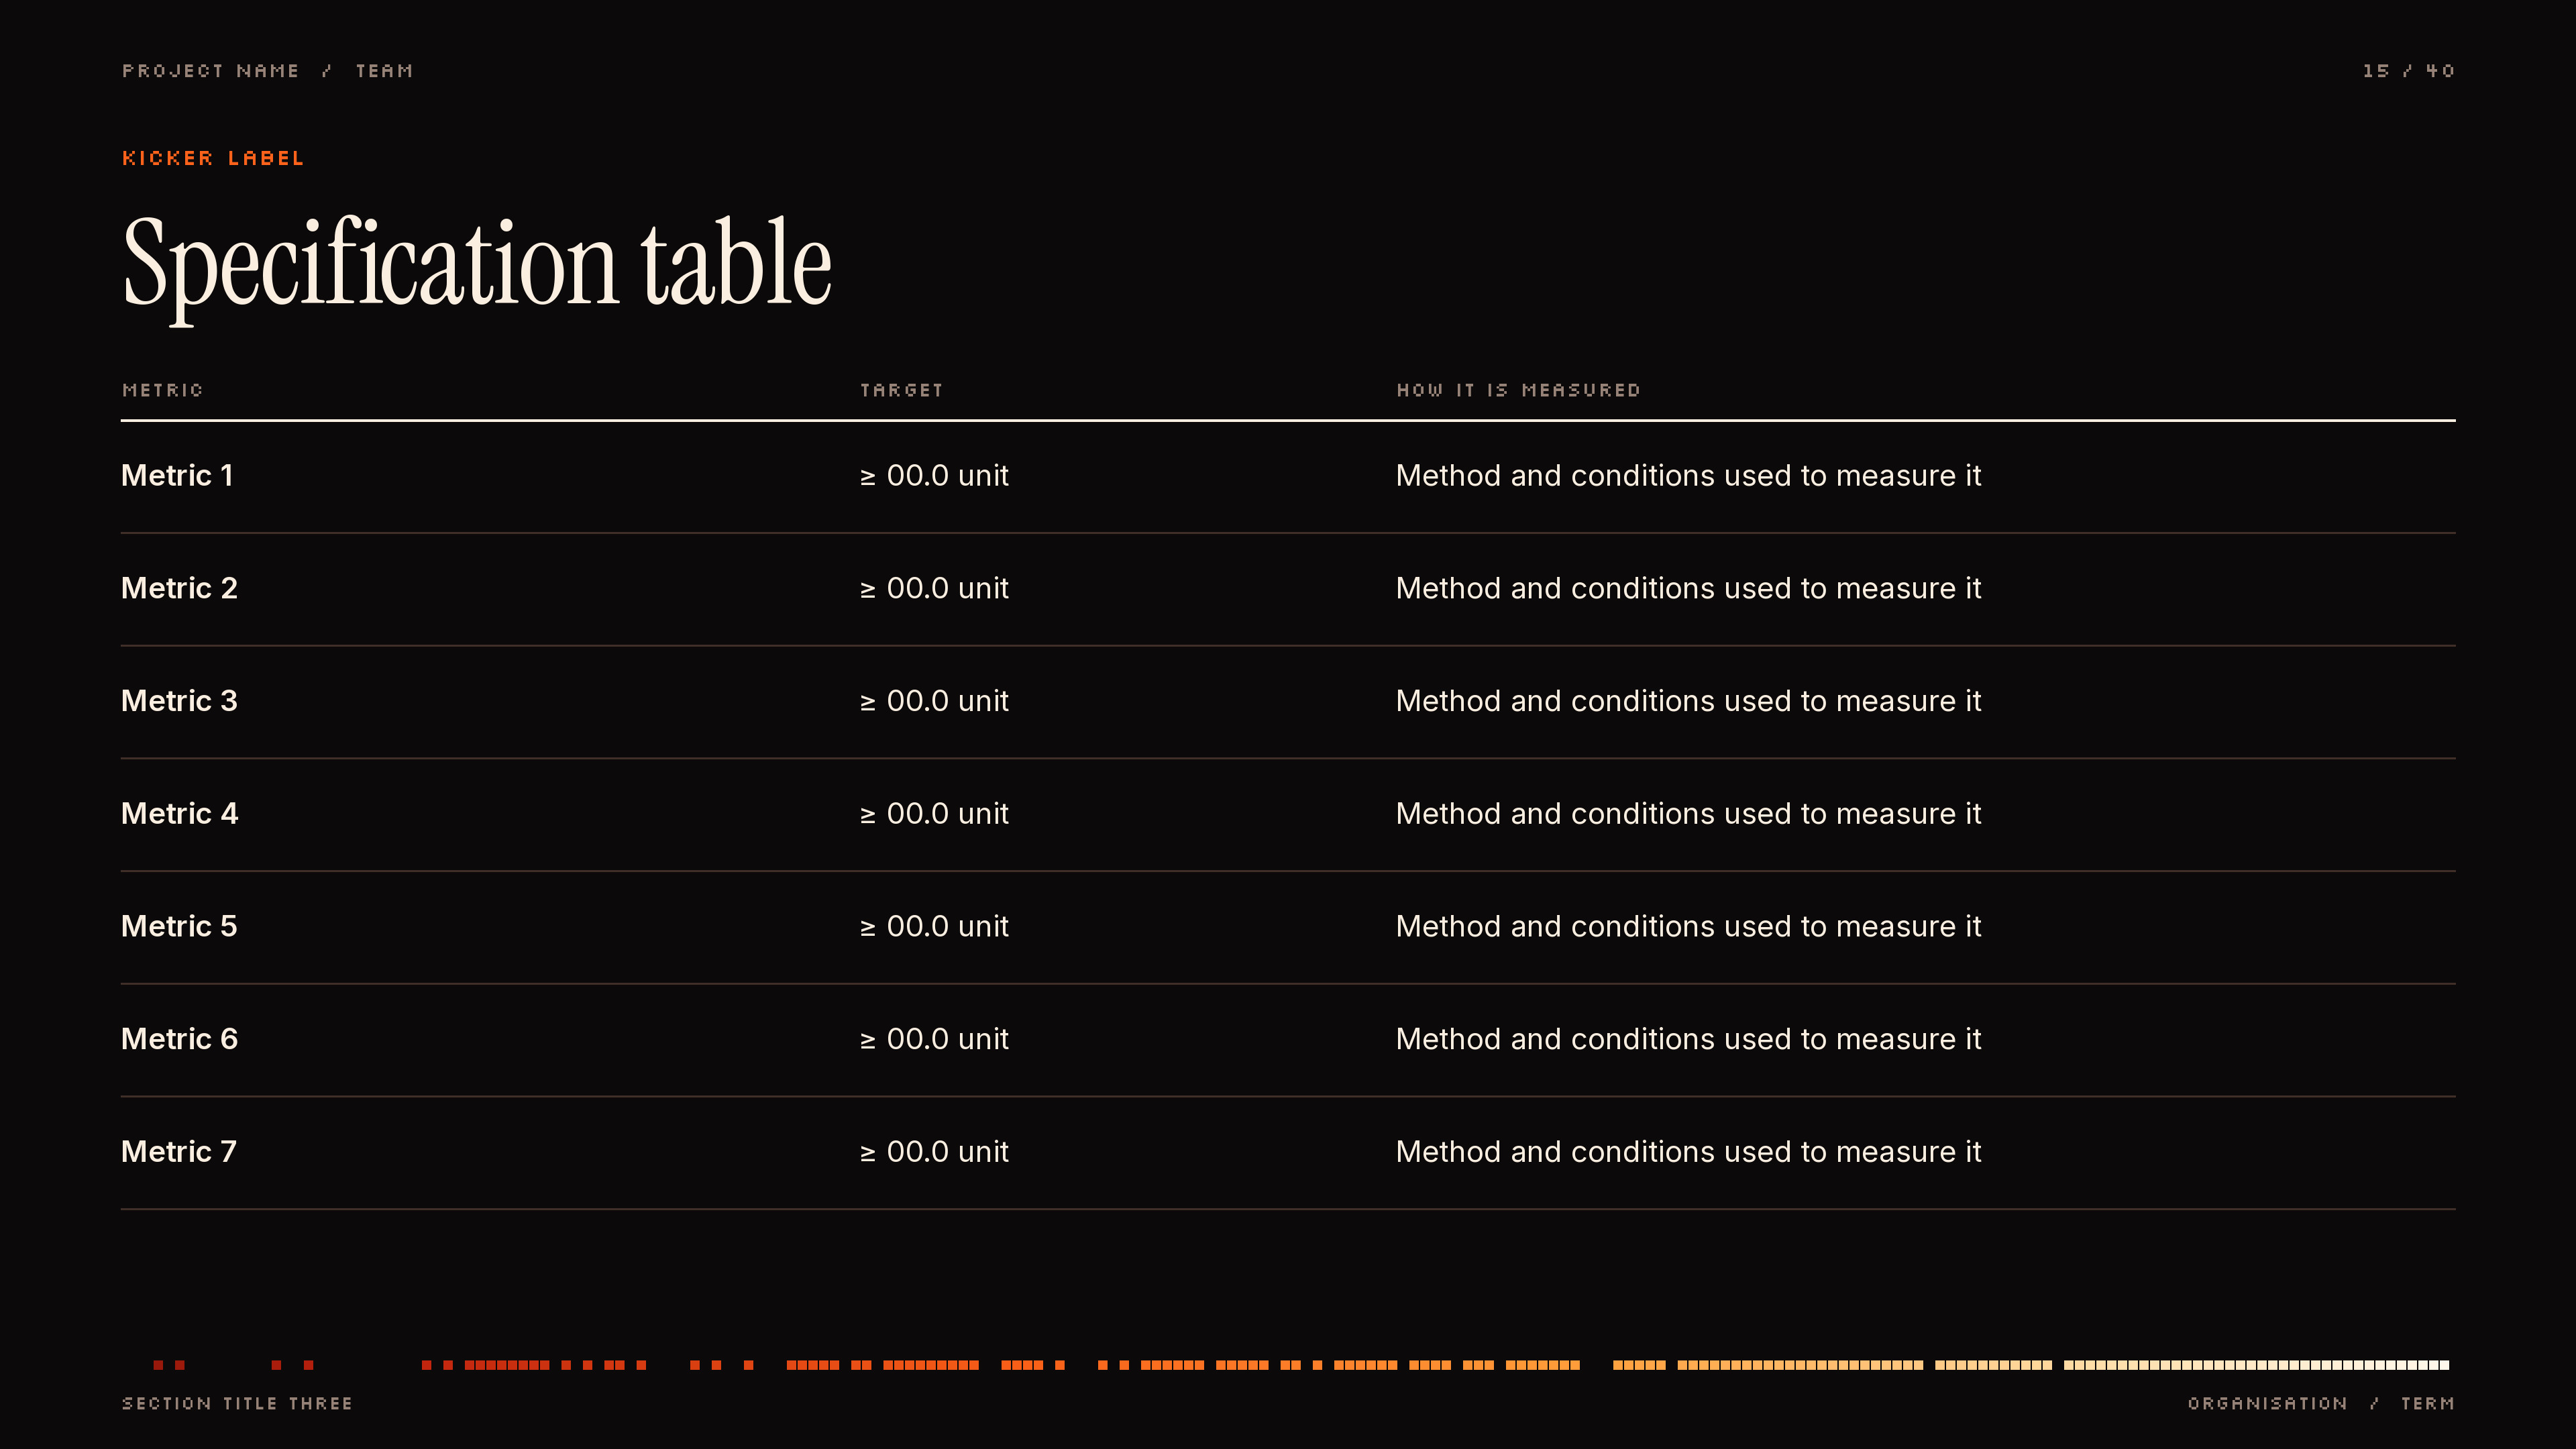 PROJECT NAME / TEAM
15 / 40
KICKER LABEL
Specification table
METRIC TARGET HOW IT IS MEASURED
Metric 1 ≥ 00.0 unit Method and conditions used to measure it
Metric 2 ≥ 00.0 unit Method and conditions used to measure it
Metric 3 ≥ 00.0 unit Method and conditions used to measure it
Metric 4 ≥ 00.0 unit Method and conditions used to measure it
Metric 5 ≥ 00.0 unit Method and conditions used to measure it
Metric 6 ≥ 00.0 unit Method and conditions used to measure it
Metric 7 ≥ 00.0 unit Method and conditions used to measure it
SECTION TITLE THREE
ORGANISATION / TERM